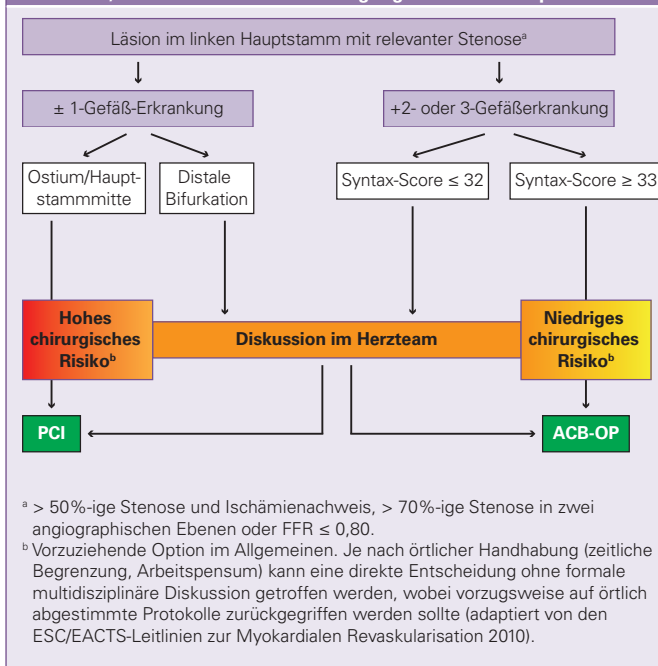 Läsion im linken Hauptstamm mit relevanter Stenoseᵃ
± 1-Gefäß-Erkrankung
+2- oder 3-Gefäßerkrankung
Ostium/Haupt-
stammmitte
Distale
Bifurkation
Syntax-Score ≤ 32
Syntax-Score ≥ 33
Hohes
chirurgisches
Risikoᵇ
Diskussion im Herzteam
Niedriges
chirurgisches
Risikoᵇ
PCI
ACB-OP
ᵃ > 50%-ige Stenose und Ischämienachweis, > 70%-ige Stenose in zwei
angiographischen Ebenen oder FFR ≤ 0,80.
ᵇ Vorzuziehende Option im Allgemeinen. Je nach örtlicher Handhabung (zeitliche
Begrenzung, Arbeitspensum) kann eine direkte Entscheidung ohne formale
multidisziplinäre Diskussion getroffen werden, wobei vorzugsweise auf örtlich
abgestimmte Protokolle zurückgegriffen werden sollte (adaptiert von den
ESC/EACTS-Leitlinien zur Myokardialen Revaskularisation 2010).